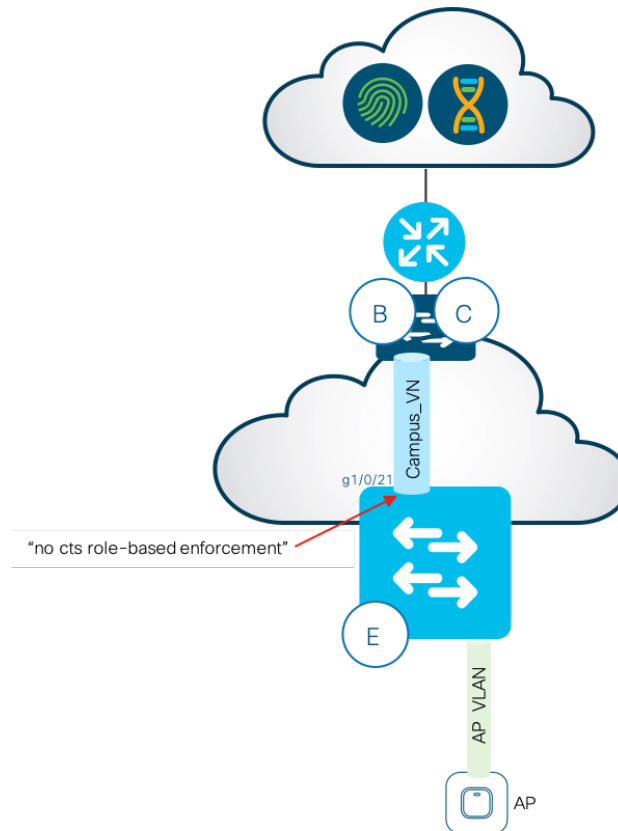 B
C
Campus_VN
g1/0/21
“no cts role-based enforcement”
E
AP VLAN
AP